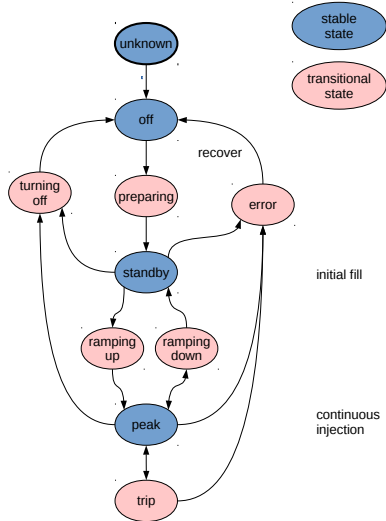 stable
state
unknown
transitional
state
off
recover
turning
off
preparing
error
standby
initial fill
ramping
up
ramping
down
continuous
injection
peak
trip